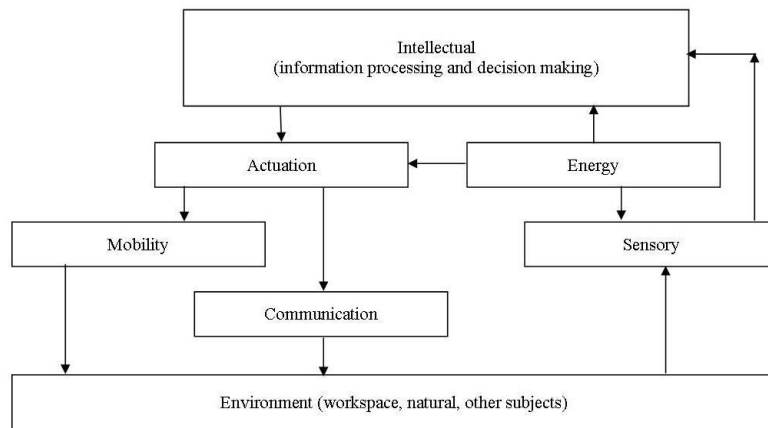 Intellectual
(information processing and decision making)
Actuation
Energy
Mobility
Sensory
Communication
Environment (workspace, natural, other subjects)